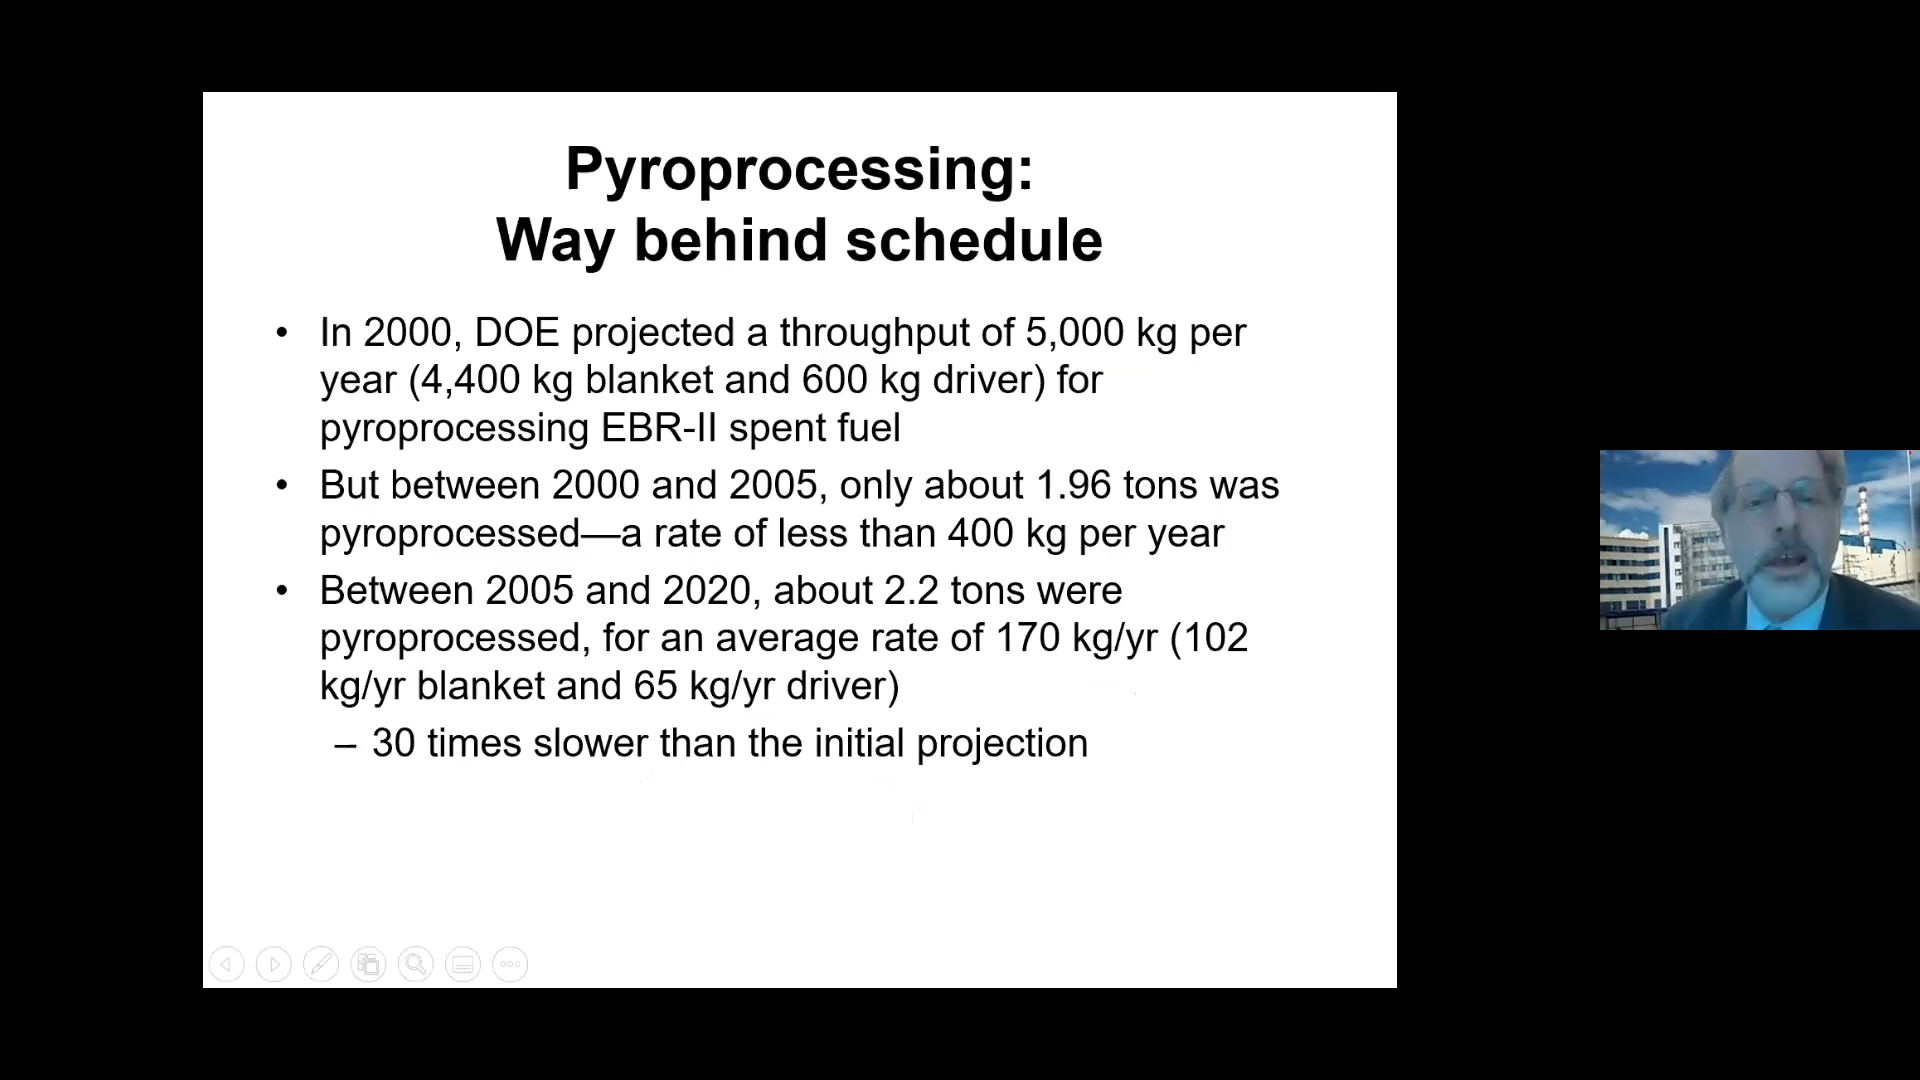 Pyroprocessing:
Way behind schedule
• In 2000, DOE projected a throughput of 5,000 kg per
year (4,400 kg blanket and 600 kg driver) for
pyroprocessing EBR-II spent fuel
• But between 2000 and 2005, only about 1.96 tons was
pyroprocessed—a rate of less than 400 kg per year
• Between 2005 and 2020, about 2.2 tons were
pyroprocessed, for an average rate of 170 kg/yr (102
kg/yr blanket and 65 kg/yr driver)
– 30 times slower than the initial projection